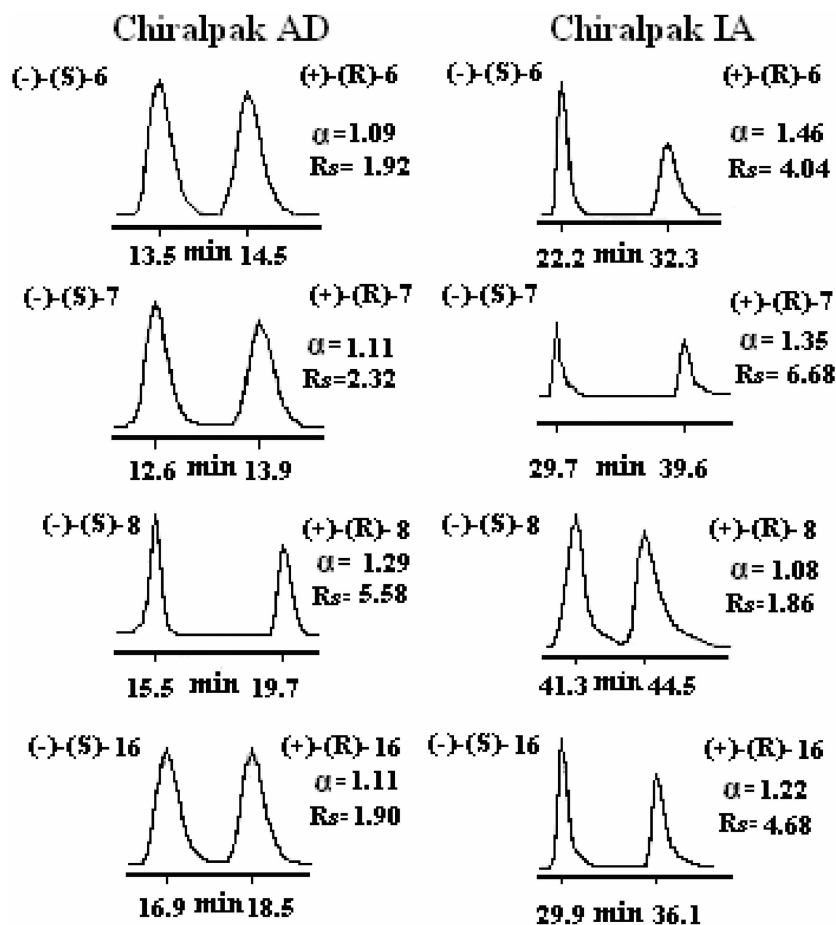 Chiralpak AD
Chiralpak IA
(-)-(S)-6
(+)-(R)-6
α=1.09
Rs= 1.92
13.5 min 14.5
(-)-(S)-6
(+)-(R)-6
α= 1.46
Rs= 4.04
22.2 min 32.3
(-)-(S)-7
(+)-(R)-7
α=1.11
Rs=2.32
12.6 min 13.9
(-)-(S)-7
(+)-(R)-7
α= 1.35
Rs= 6.68
29.7 min 39.6
(-)-(S)-8
(+)-(R)- 8
α= 1.29
Rs= 5.58
15.5 min 19.7
(-)-(S)-8
(+)-(R)- 8
α= 1.08
Rs=1.86
41.3 min 44.5
(-)-(S)- 16
(+)-(R)- 16
α=1.11
Rs=1.90
16.9 min 18.5
(-)-(S)- 16
(+)-(R)- 16
α= 1.22
Rs= 4.68
29.9 min 36.1